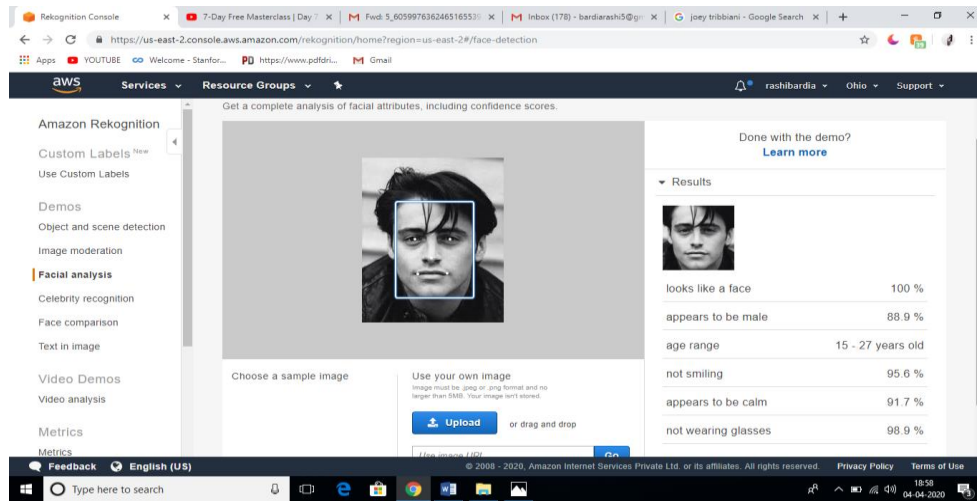 Rekognition Console
7-Day Free Masterclass | Day 7
Fwd: 5_6059976362465165539
Inbox (178) - bardiarashi5@gm
joey tribbiani - Google Search
https://us-east-2.console.aws.amazon.com/rekognition/home?region=us-east-2#/face-detection
Apps YOUTUBE Welcome - Stanfor... https://www.pdfdri... Gmail
aws Services Resource Groups rashibardia Ohio Support
Get a complete analysis of facial attributes, including confidence scores.
Amazon Rekognition
Custom Labels New
Use Custom Labels
Demos
Object and scene detection
Image moderation
Facial analysis
Celebrity recognition
Face comparison
Text in image
Video Demos
Video analysis
Metrics
Metrics
Choose a sample image
Use your own image
Image must be .jpeg or .png format and no
larger than 5MB. Your image isn't stored.
Upload or drag and drop
Use image URL Go
Done with the demo?
Learn more
Results
looks like a face 100 %
appears to be male 88.9 %
age range 15 - 27 years old
not smiling 95.6 %
appears to be calm 91.7 %
not wearing glasses 98.9 %
Feedback English (US) © 2008 - 2020, Amazon Internet Services Private Ltd. or its affiliates. All rights reserved. Privacy Policy Terms of Use
Type here to search
18:58
04-04-2020